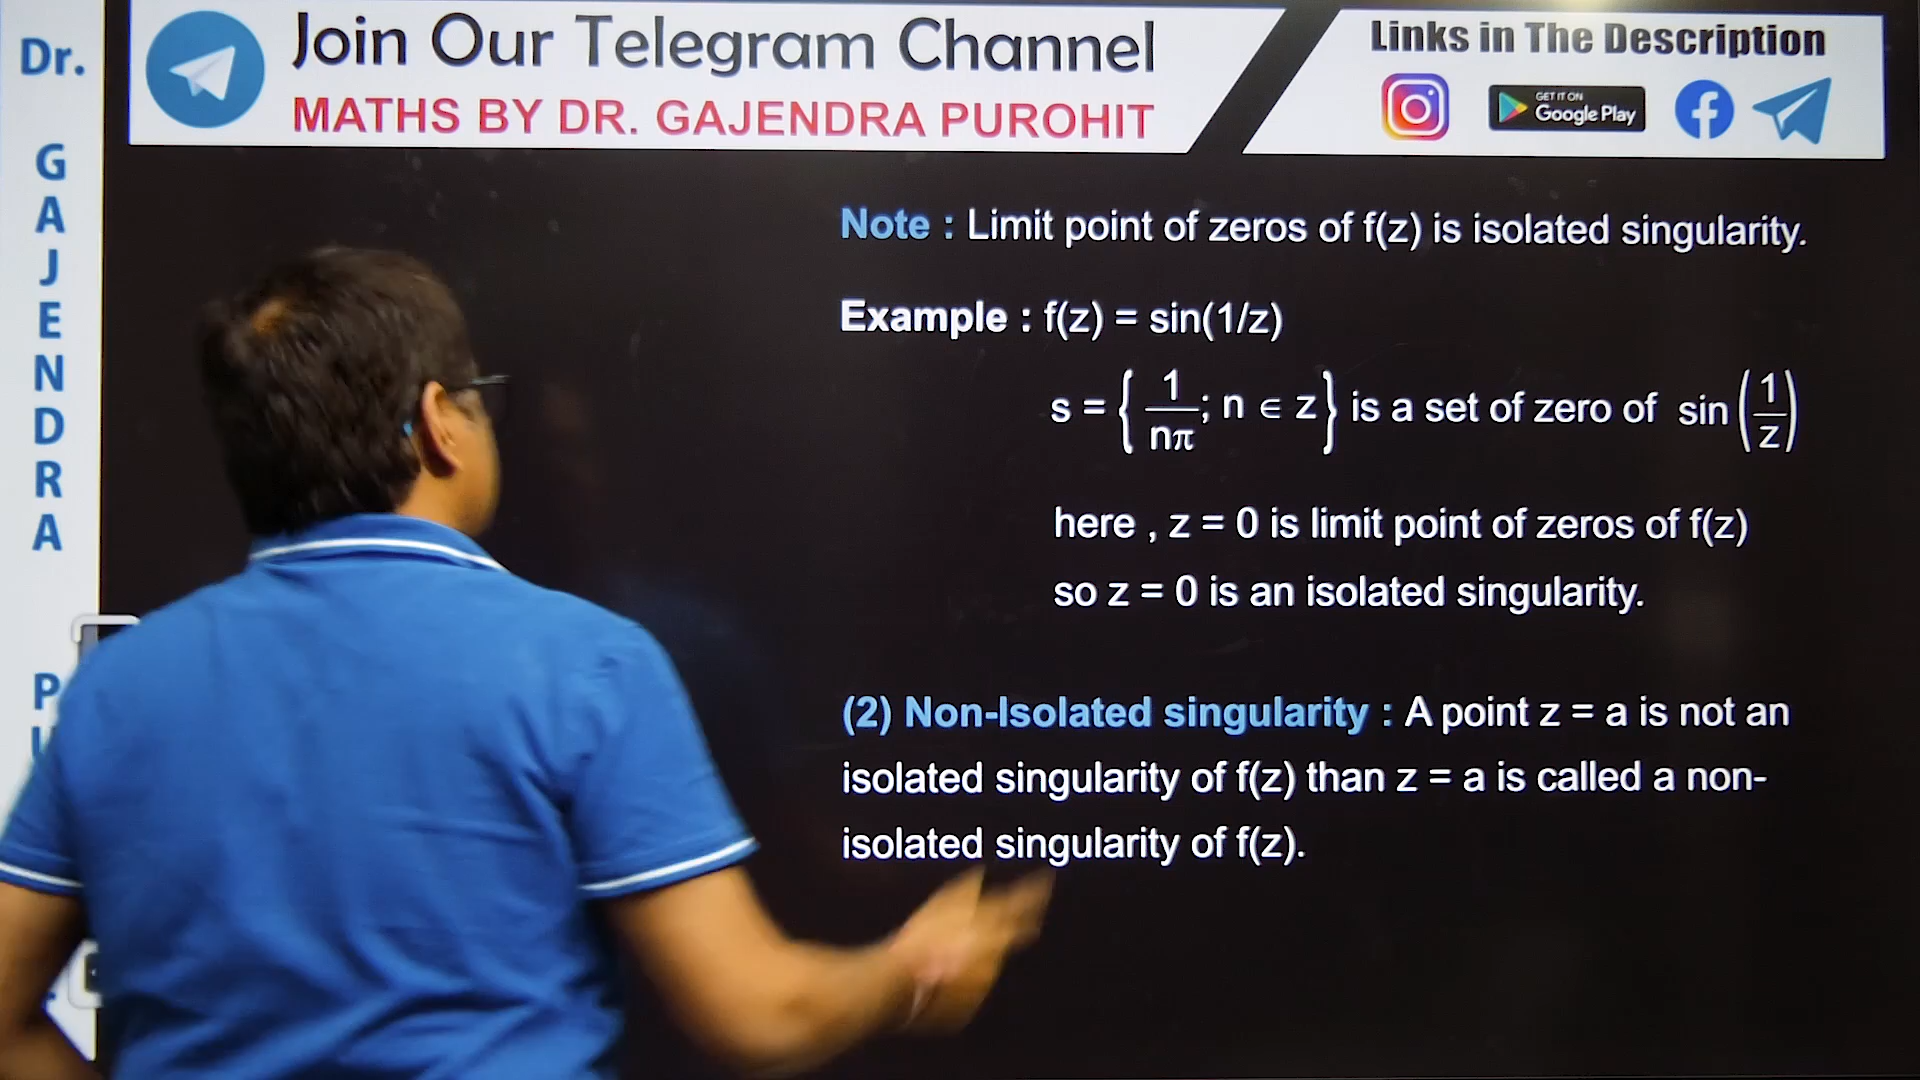 Join Our Telegram Channel
MATHS BY DR. GAJENDRA PUROHIT
Links in The Description
GET IT ON
Google Play
Dr.
G
A
J
E
N
D
R
A
P
U
Note : Limit point of zeros of f(z) is isolated singularity.
Example : f(z) = sin(1/z)
s = { 1/nπ ; n ∈ z } is a set of zero of sin (1/z)
here , z = 0 is limit point of zeros of f(z)
so z = 0 is an isolated singularity.
(2) Non-Isolated singularity : A point z = a is not an
isolated singularity of f(z) than z = a is called a non-
isolated singularity of f(z).